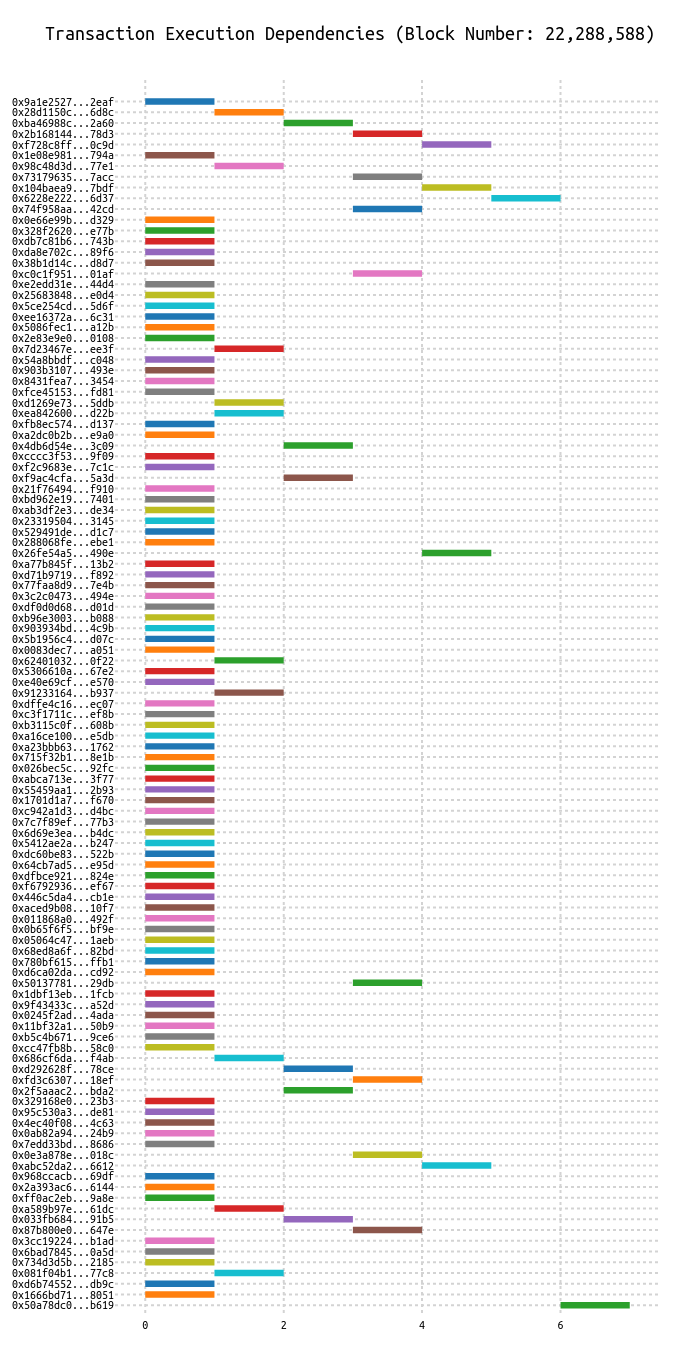 Transaction Execution Dependencies (Block Number: 22,288,588)
0x9a1e2527...2eaf
0x28d1150c...6d8c
0xba46988c...2a60
0x2b168144...78d3
0xf728c8ff...0c9d
0x1e08e981...794a
0x98c48d3d...77e1
0x73179635...7acc
0x104baea9...7bdf
0x6228e222...6d37
0x74f958aa...42cd
0x0e66e99b...d329
0x328f2620...e77b
0xdb7c81b6...743b
0xda8e702c...89f6
0x38b1d14c...d8d7
0xc0c1f951...01af
0xe2edd31e...44d4
0x25683848...e0d4
0x5ce254cd...5d6f
0xee16372a...6c31
0x5086fec1...a12b
0x2e83e9e0...0108
0x7d23467e...ee3f
0x54a8bbdf...c048
0x903b3107...493e
0x8431fea7...3454
0xfce45153...fd81
0xd1269e73...5ddb
0xea842600...d22b
0xfb8ec574...d137
0xa2dc0b2b...e9a0
0x4db6d54e...3c09
0xcccc3f53...9f09
0xf2c9683e...7c1c
0xf9ac4cfa...5a3d
0x21f76494...f910
0xbd962e19...7401
0xab3df2e3...de34
0x23319504...3145
0x529491de...d1c7
0x288068fe...ebe1
0x26fe54a5...490e
0xa77b845f...13b2
0xd71b9719...f892
0x77faa8d9...7e4b
0x3c2c0473...494e
0xdf0d0d68...d01d
0xb96e3003...b088
0x903934bd...4c9b
0x5b1956c4...d07c
0x0083dec7...a051
0x62401032...0f22
0x5306610a...67e2
0xe40e69cf...e570
0x91233164...b937
0xdffe4c16...ec07
0xc3f1711c...ef8b
0xb3115c0f...608b
0xa16ce100...e5db
0xa23bbb63...1762
0x715f32b1...8e1b
0x026bec5c...92fc
0xabca713e...3f77
0x55459aa1...2b93
0x1701d1a7...f670
0xc942a1d3...d4bc
0x7c7f89ef...77b3
0x6d69e3ea...b4dc
0x5412ae2a...b247
0xdc60be83...522b
0x64cb7ad5...e95d
0xdfbce921...824e
0xf6792936...ef67
0x446c5da4...cb1e
0xaced9b08...10f7
0x011868a0...492f
0x0b65f6f5...bf9e
0x05064c47...1aeb
0x68ed8a6f...82bd
0x780bf615...ffb1
0xd6ca02da...cd92
0x50137781...29db
0x1dbf13eb...1fcb
0x9f43433c...a52d
0x0245f2ad...4ada
0x11bf32a1...50b9
0xb5c4b671...9ce6
0xcc47fb8b...58c0
0x686cf6da...f4ab
0xd292628f...78ce
0xfd3c6307...18ef
0x2f5aaac2...bda2
0x329168e0...23b3
0x95c530a3...de81
0x4ec40f08...4c63
0x0ab82a94...24b9
0x7edd33bd...8686
0x0e3a878e...018c
0xabc52da2...6612
0x968ccacb...69df
0x2a393ac6...6144
0xff0ac2eb...9a8e
0xa589b97e...61dc
0x033fb684...91b5
0x87b800e0...647e
0x3cc19224...b1ad
0x6bad7845...0a5d
0x734d3d5b...2185
0x081f04b1...77c8
0xd6b74552...db9c
0x1666bd71...8051
0x50a78dc0...b619
0 2 4 6